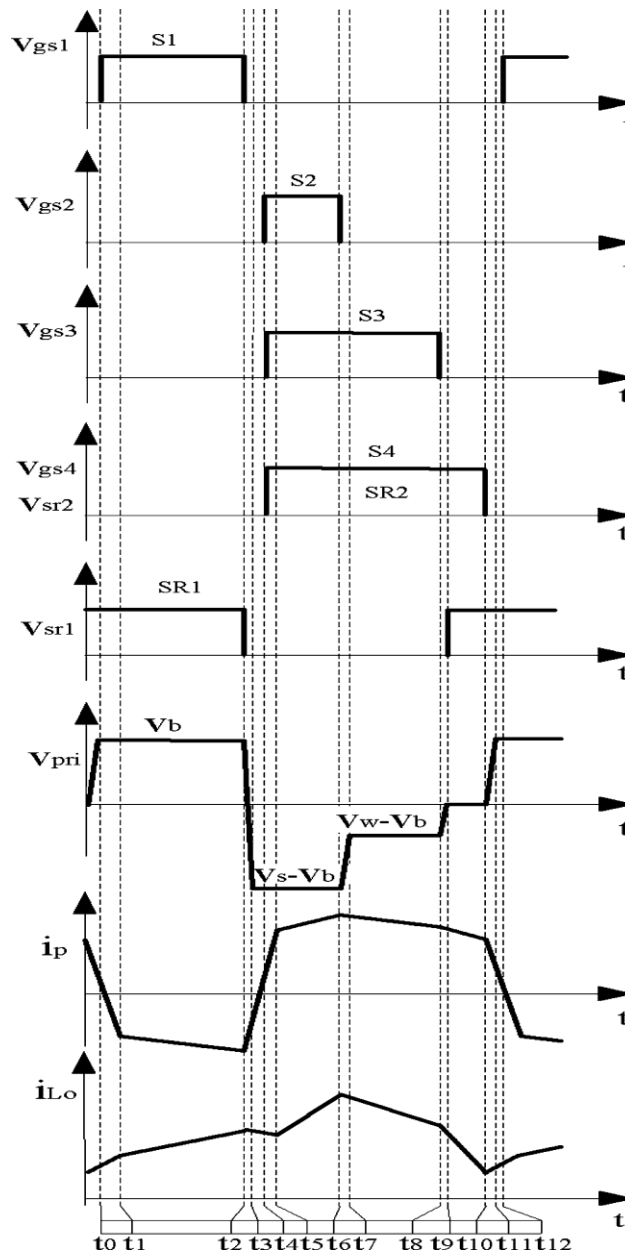 Vgs1
S1
Vgs2
S2
Vgs3
S3
t
Vgs4
S4
Vsr2
SR2
t
SR1
Vsr1
t
Vb
Vpri
Vw-Vb
t
Vs-Vb
ip
t
iLo
t
t0 t1 t2 t3 t4 t5 t6 t7 t8 t9 t10 t11 t12